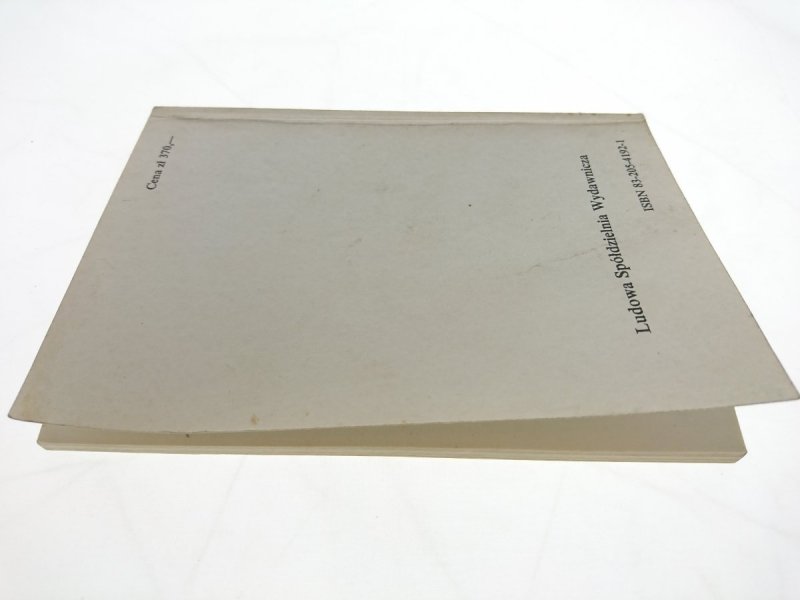 Cena zł 370,—
Ludowa Spółdzielnia Wydawnicza
ISBN 83-205-4192-1